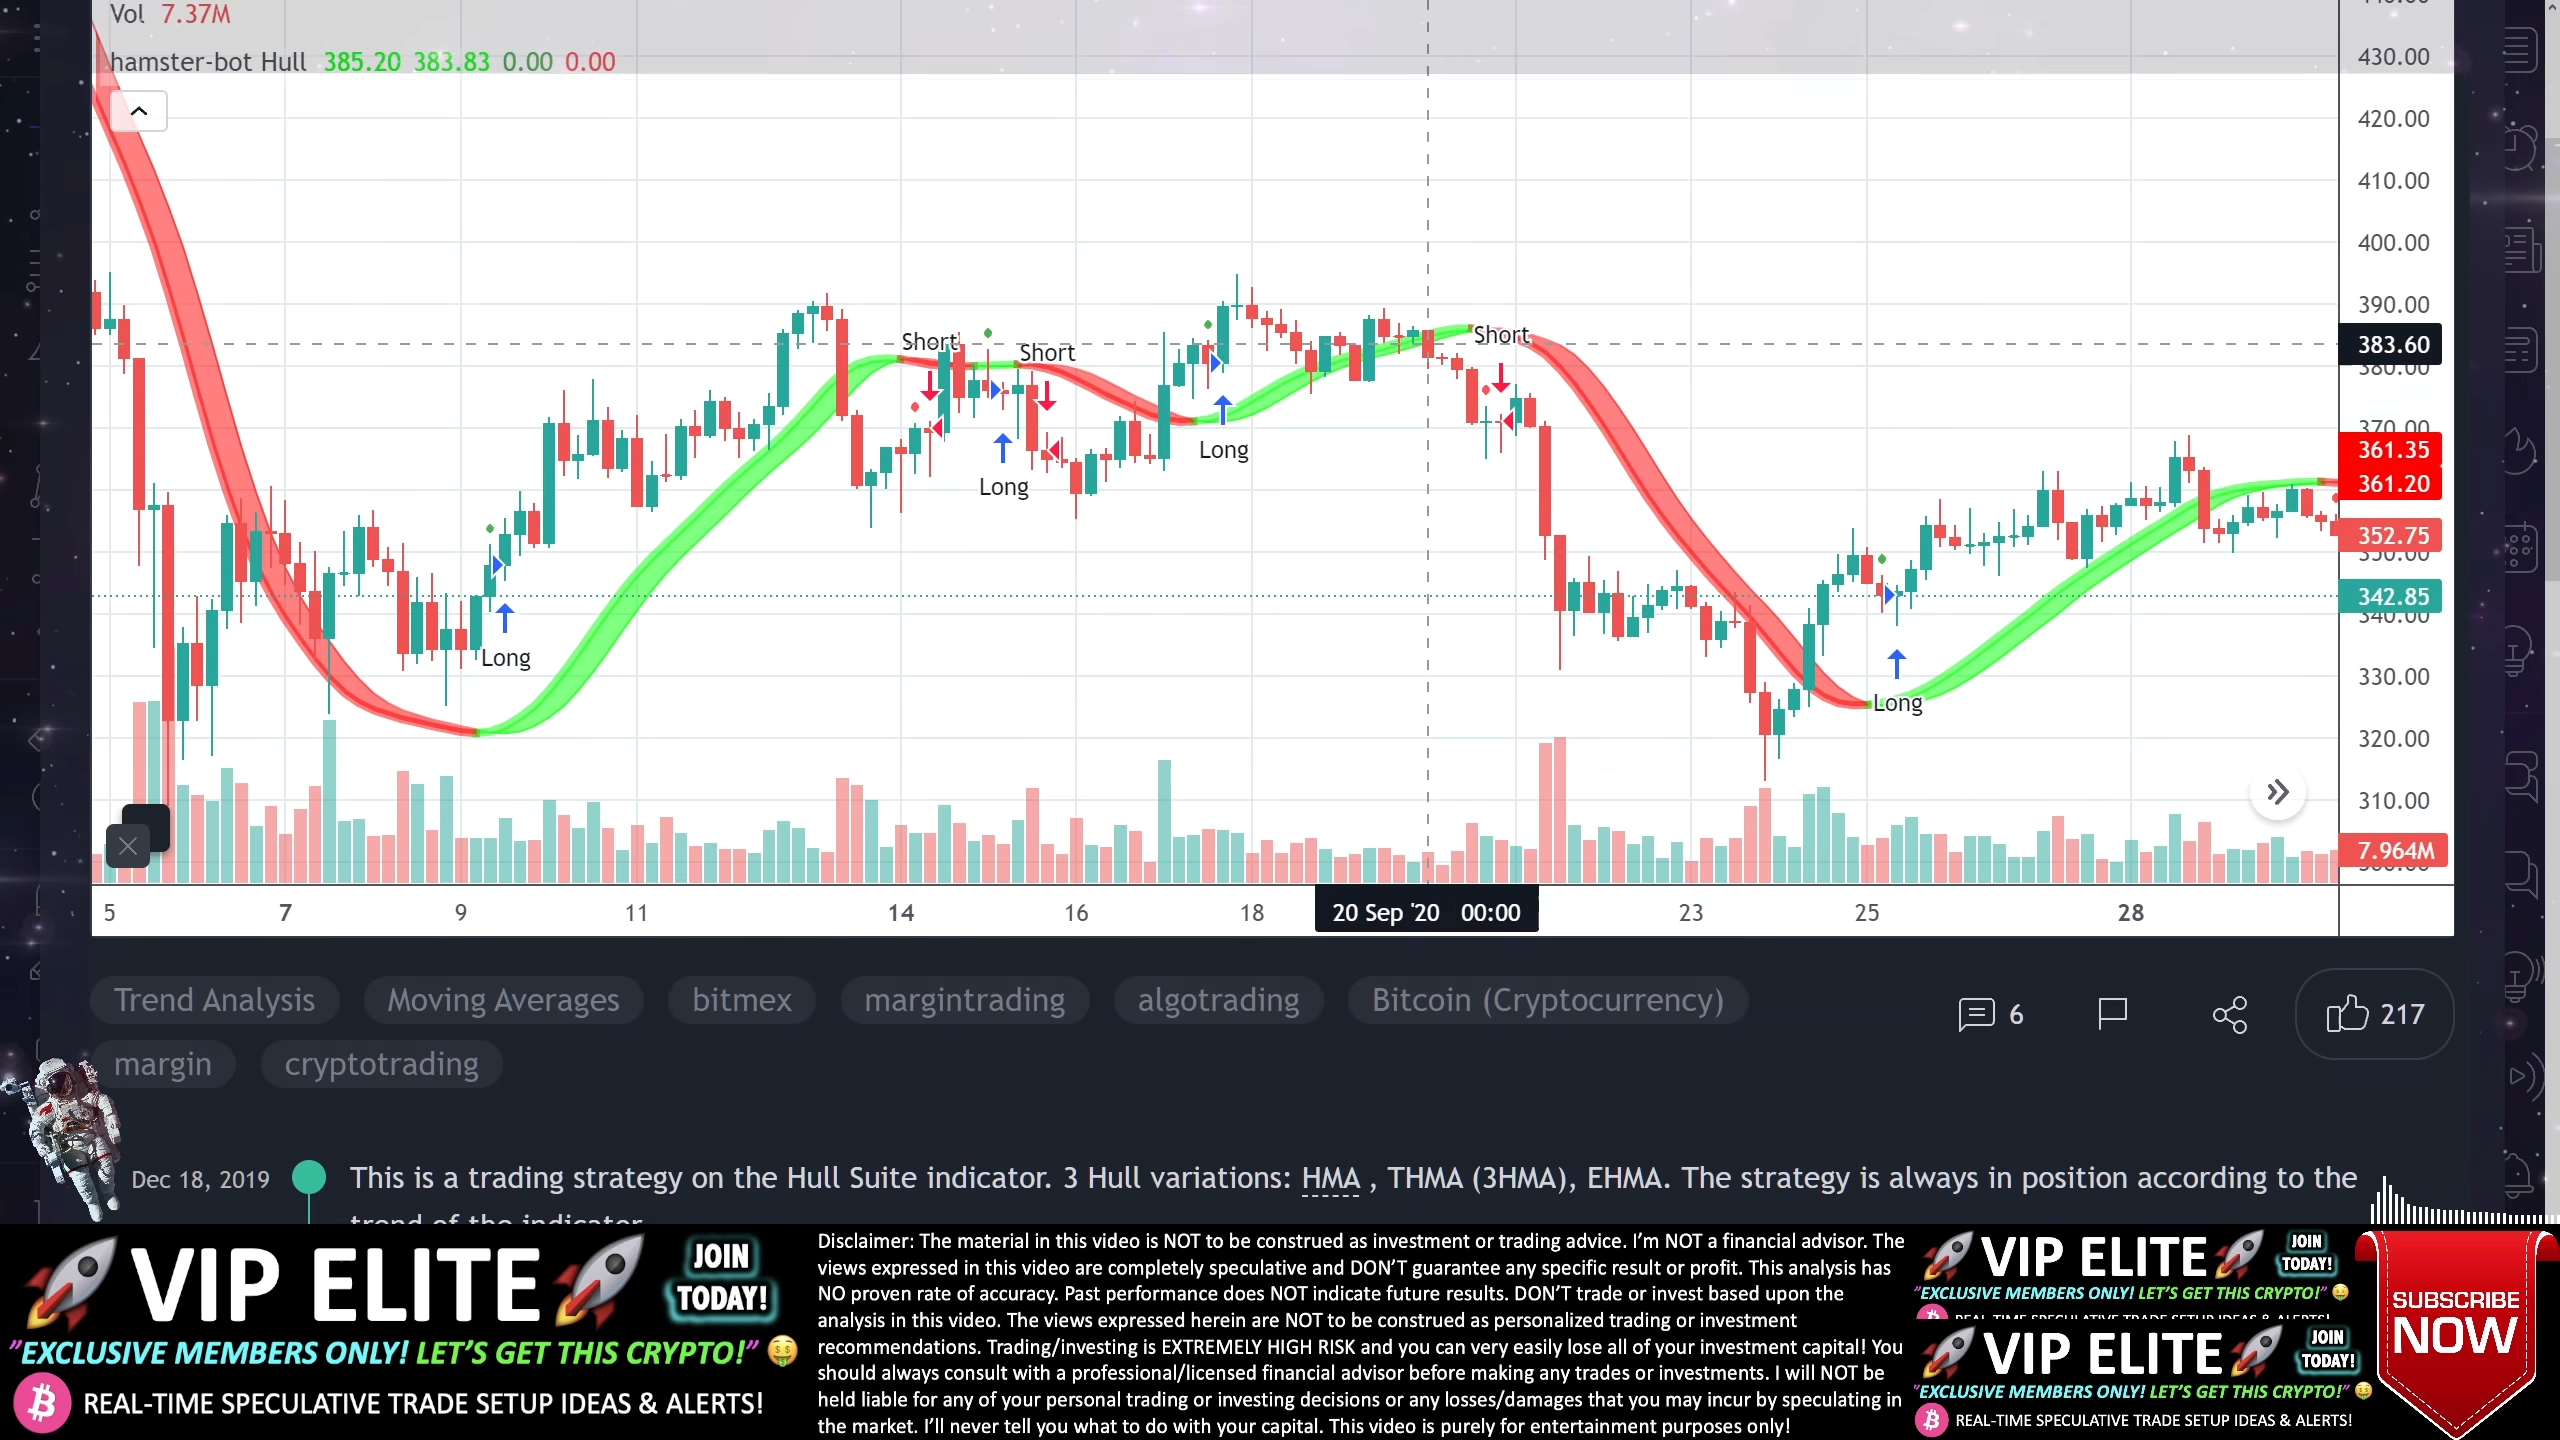 Vol 7.37M
hamster-bot Hull 385.20 383.83 0.00 0.00
430.00
420.00
410.00
400.00
390.00
383.60
380.00
370.00
361.35
361.20
352.75
350.00
342.85
340.00
330.00
320.00
310.00
7.964M
Short
Short
Short
Long
Long
Long
Long
5 7 9 11 14 16 18 20 Sep '20 00:00 23 25 28
Trend Analysis Moving Averages bitmex margintrading algotrading Bitcoin (Cryptocurrency)
margin cryptotrading
6 217
Dec 18, 2019 This is a trading strategy on the Hull Suite indicator. 3 Hull variations: HMA , THMA (3HMA), EHMA. The strategy is always in position according to the
trend of the indicator
VIP ELITE JOIN TODAY!
"EXCLUSIVE MEMBERS ONLY! LET'S GET THIS CRYPTO!"
REAL-TIME SPECULATIVE TRADE SETUP IDEAS & ALERTS!
Disclaimer: The material in this video is NOT to be construed as investment or trading advice. I'm NOT a financial advisor. The
views expressed in this video are completely speculative and DON'T guarantee any specific result or profit. This analysis has
NO proven rate of accuracy. Past performance does NOT indicate future results. DON'T trade or invest based upon the
analysis in this video. The views expressed herein are NOT to be construed as personalized trading or investment
recommendations. Trading/investing is EXTREMELY HIGH RISK and you can very easily lose all of your investment capital! You
should always consult with a professional/licensed financial advisor before making any trades or investments. I will NOT be
held liable for any of your personal trading or investing decisions or any losses/damages that you may incur by speculating in
the market. I'll never tell you what to do with your capital. This video is purely for entertainment purposes only!
VIP ELITE JOIN TODAY!
"EXCLUSIVE MEMBERS ONLY! LET'S GET THIS CRYPTO!"
VIP ELITE JOIN TODAY!
"EXCLUSIVE MEMBERS ONLY! LET'S GET THIS CRYPTO!"
REAL-TIME SPECULATIVE TRADE SETUP IDEAS & ALERTS!
SUBSCRIBE
NOW